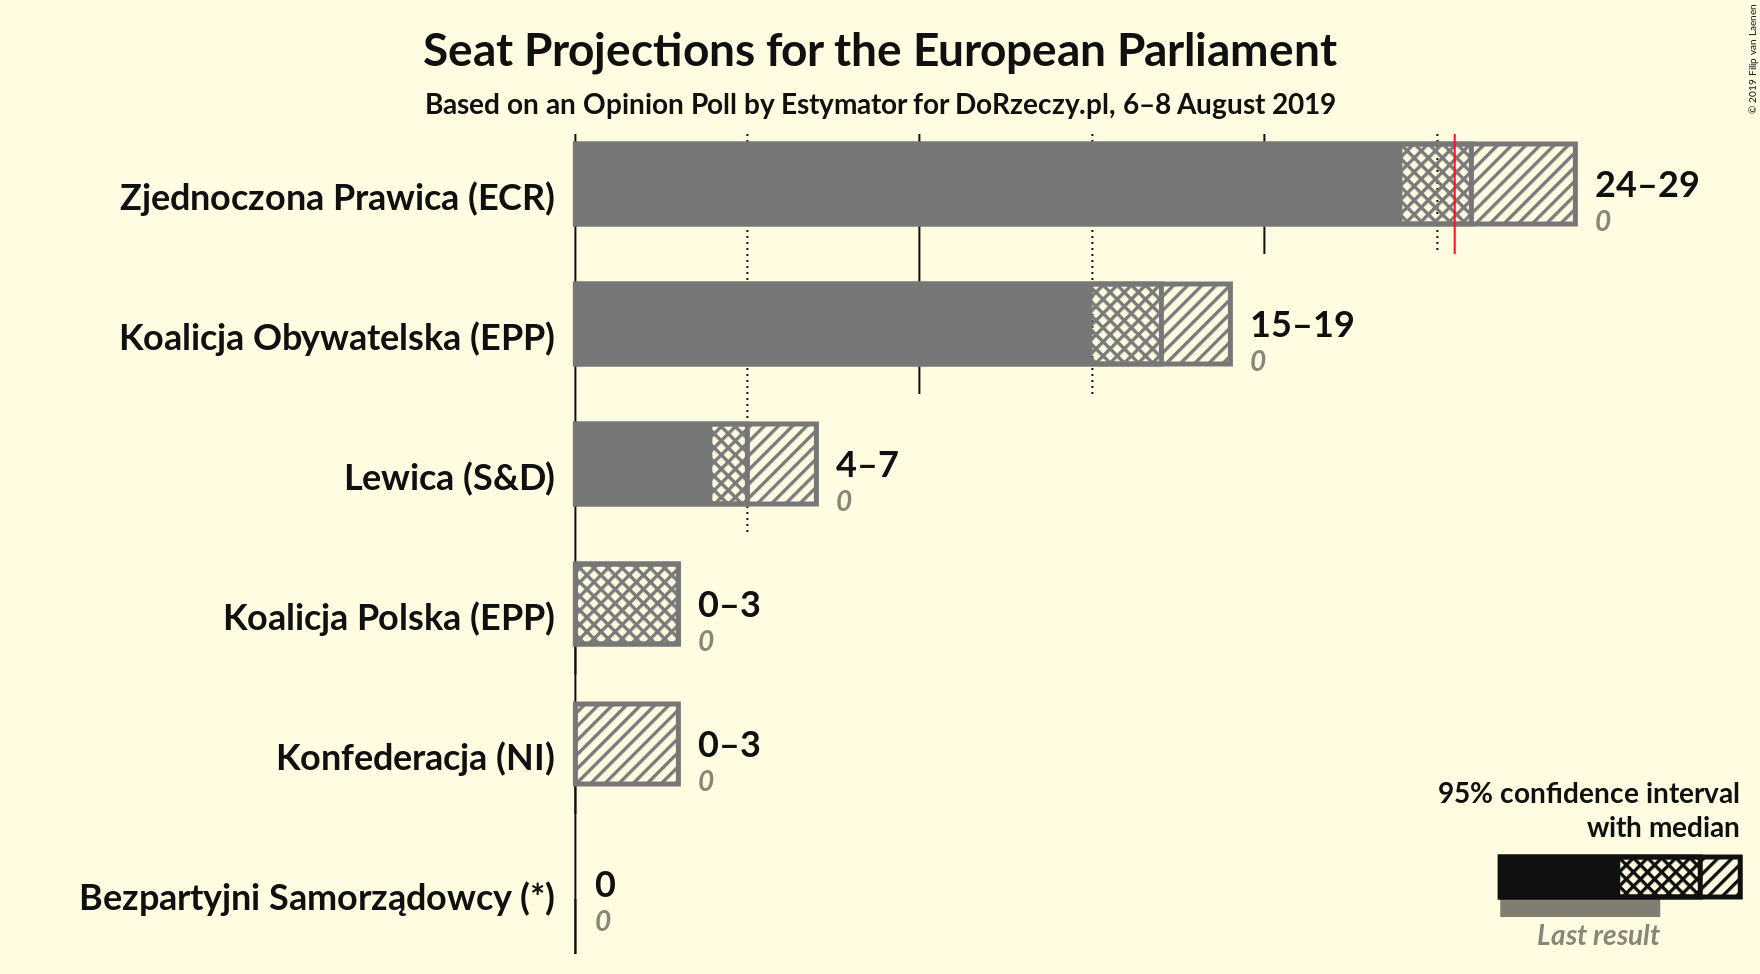 Seat Projections for the European Parliament
Based on an Opinion Poll by Estymator for DoRzeczy.pl, 6–8 August 2019
© 2019 Filip van Laenen
Zjednoczona Prawica (ECR)
24–29
0
Koalicja Obywatelska (EPP)
15–19
0
Lewica (S&D)
4–7
0
Koalicja Polska (EPP)
0–3
0
Konfederacja (NI)
0–3
0
Bezpartyjni Samorządowcy (*)
0
0
95% confidence interval
with median
Last result